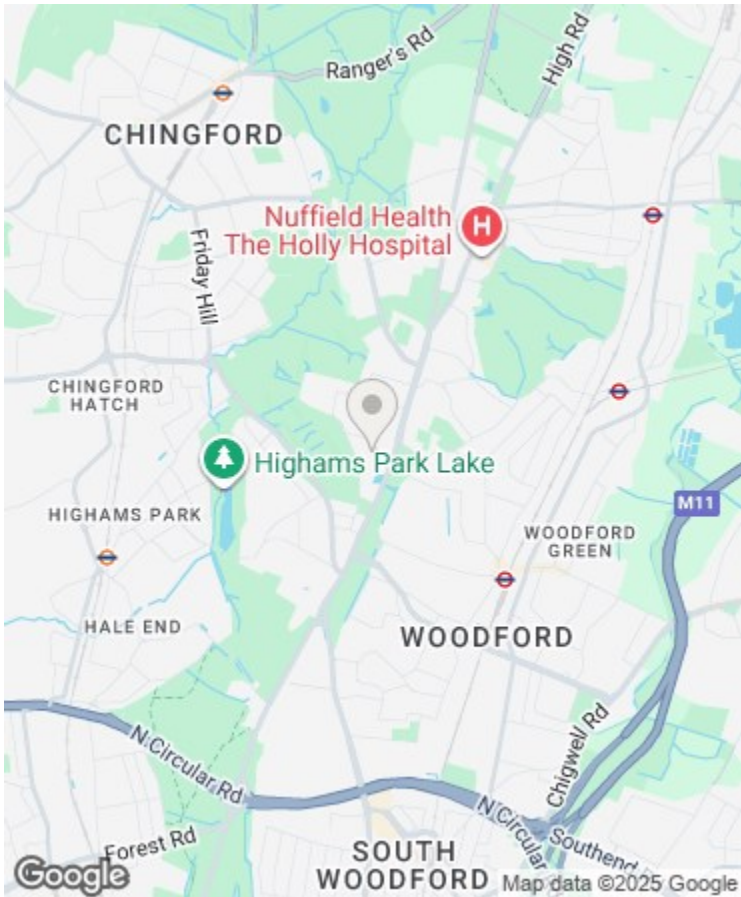 Ranger's Rd
High Rd
CHINGFORD
Nuffield Health
The Holly Hospital
H
Friday Hill
CHINGFORD
HATCH
Highams Park Lake
M11
HIGHAMS PARK
WOODFORD
GREEN
HALE END
WOODFORD
Chigwell Rd
N Circular Rd
N Circular
Southend
Forest Rd
SOUTH
WOODFORD
Google
Map data ©2025 Google